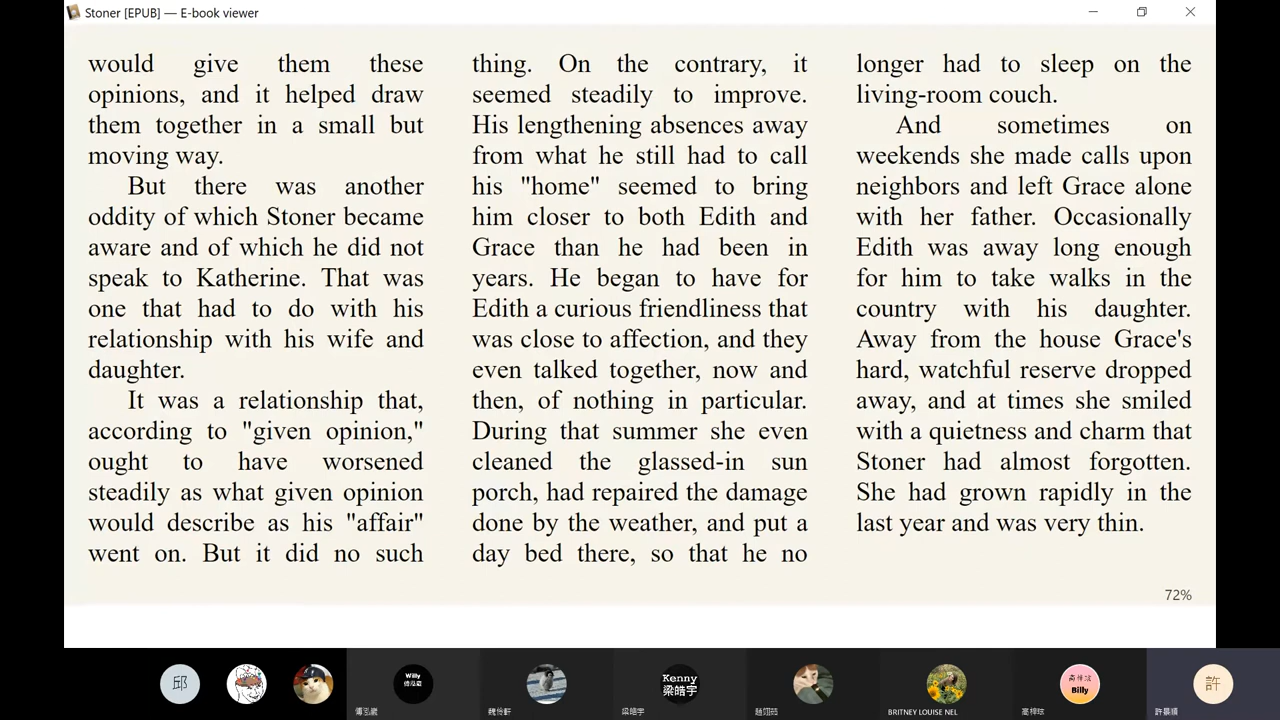 Stoner [EPUB] — E-book viewer
would give them these
opinions, and it helped draw
them together in a small but
moving way.
But there was another
oddity of which Stoner became
aware and of which he did not
speak to Katherine. That was
one that had to do with his
relationship with his wife and
daughter.
It was a relationship that,
according to "given opinion,"
ought to have worsened
steadily as what given opinion
would describe as his "affair"
went on. But it did no such
thing. On the contrary, it
seemed steadily to improve.
His lengthening absences away
from what he still had to call
his "home" seemed to bring
him closer to both Edith and
Grace than he had been in
years. He began to have for
Edith a curious friendliness that
was close to affection, and they
even talked together, now and
then, of nothing in particular.
During that summer she even
cleaned the glassed-in sun
porch, had repaired the damage
done by the weather, and put a
day bed there, so that he no
longer had to sleep on the
living-room couch.
And sometimes on
weekends she made calls upon
neighbors and left Grace alone
with her father. Occasionally
Edith was away long enough
for him to take walks in the
country with his daughter.
Away from the house Grace's
hard, watchful reserve dropped
away, and at times she smiled
with a quietness and charm that
Stoner had almost forgotten.
She had grown rapidly in the
last year and was very thin.
72%
邱
Willy
Kenny
梁皓宇
梁皓宇
BRITNEY LOUISE NEL
Billy
許